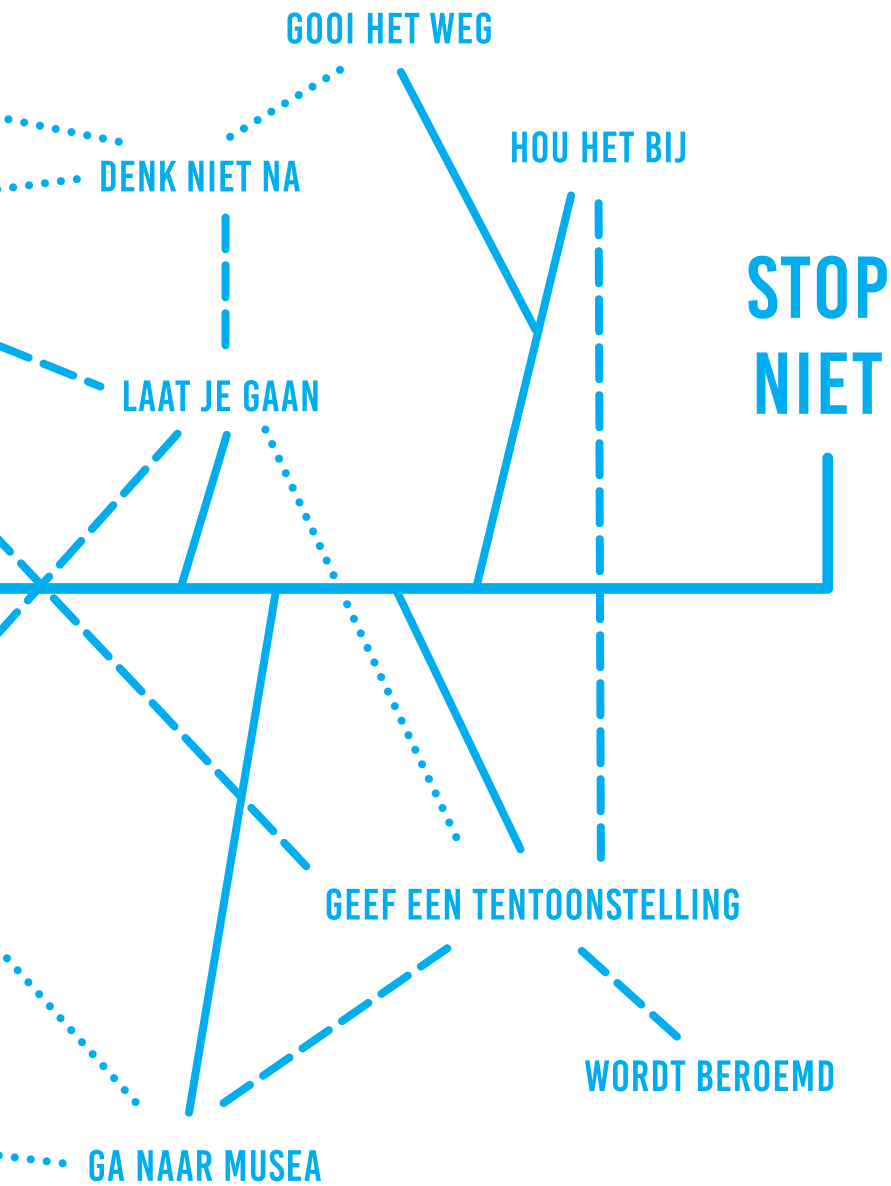 GOOI HET WEG
HOU HET BIJ
DENK NIET NA
STOP
NIET
LAAT JE GAAN
GEEF EEN TENTOONSTELLING
WORDT BEROEMD
GA NAAR MUSEA